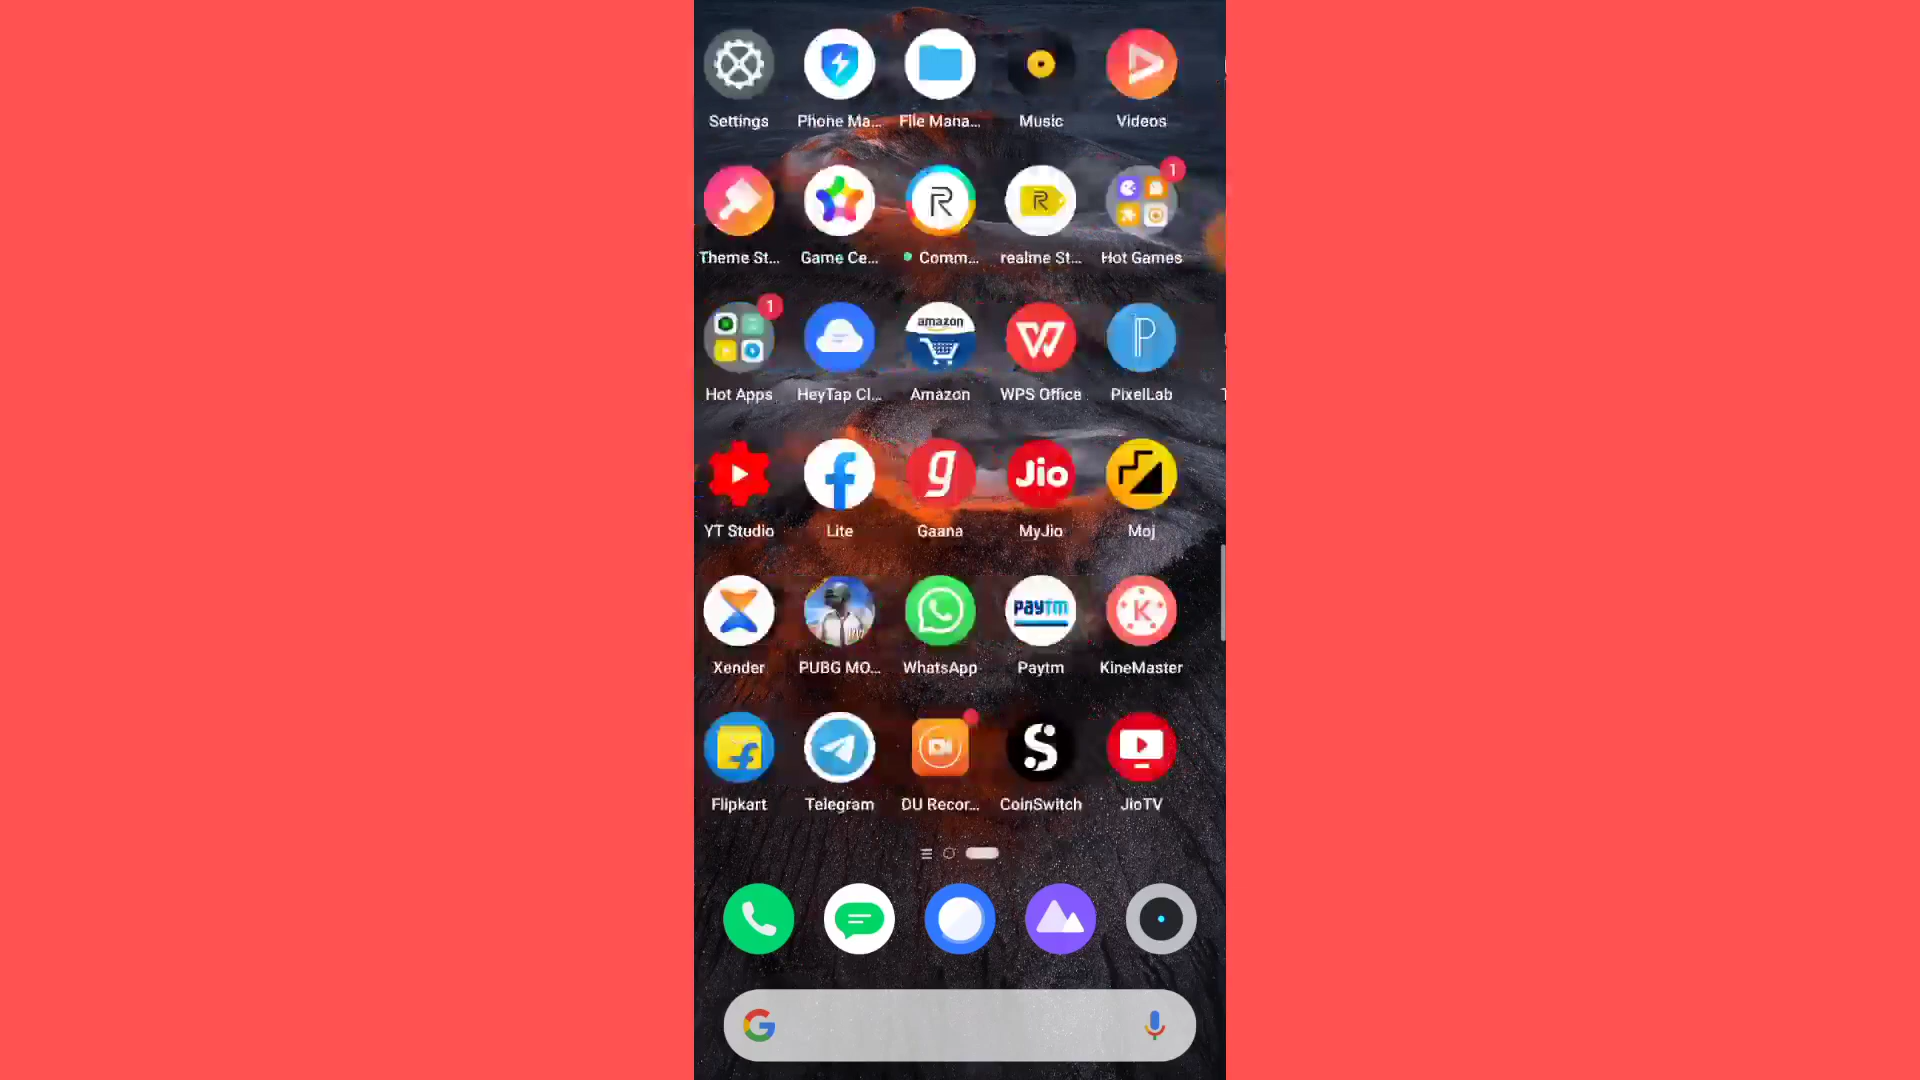 Settings Phone Ma... File Mana... Music Videos
R R 1
Theme St... Game Ce... Comm... realme St... Hot Games
1 amazon W P
Hot Apps HeyTap Cl... Amazon WPS Office PixelLab
f g Jio
YT Studio Lite Gaana MyJio Moj
paytm K
Xender PUBG MO... WhatsApp Paytm KineMaster
f S
Flipkart Telegram DU Recor... CoinSwitch JioTV
G